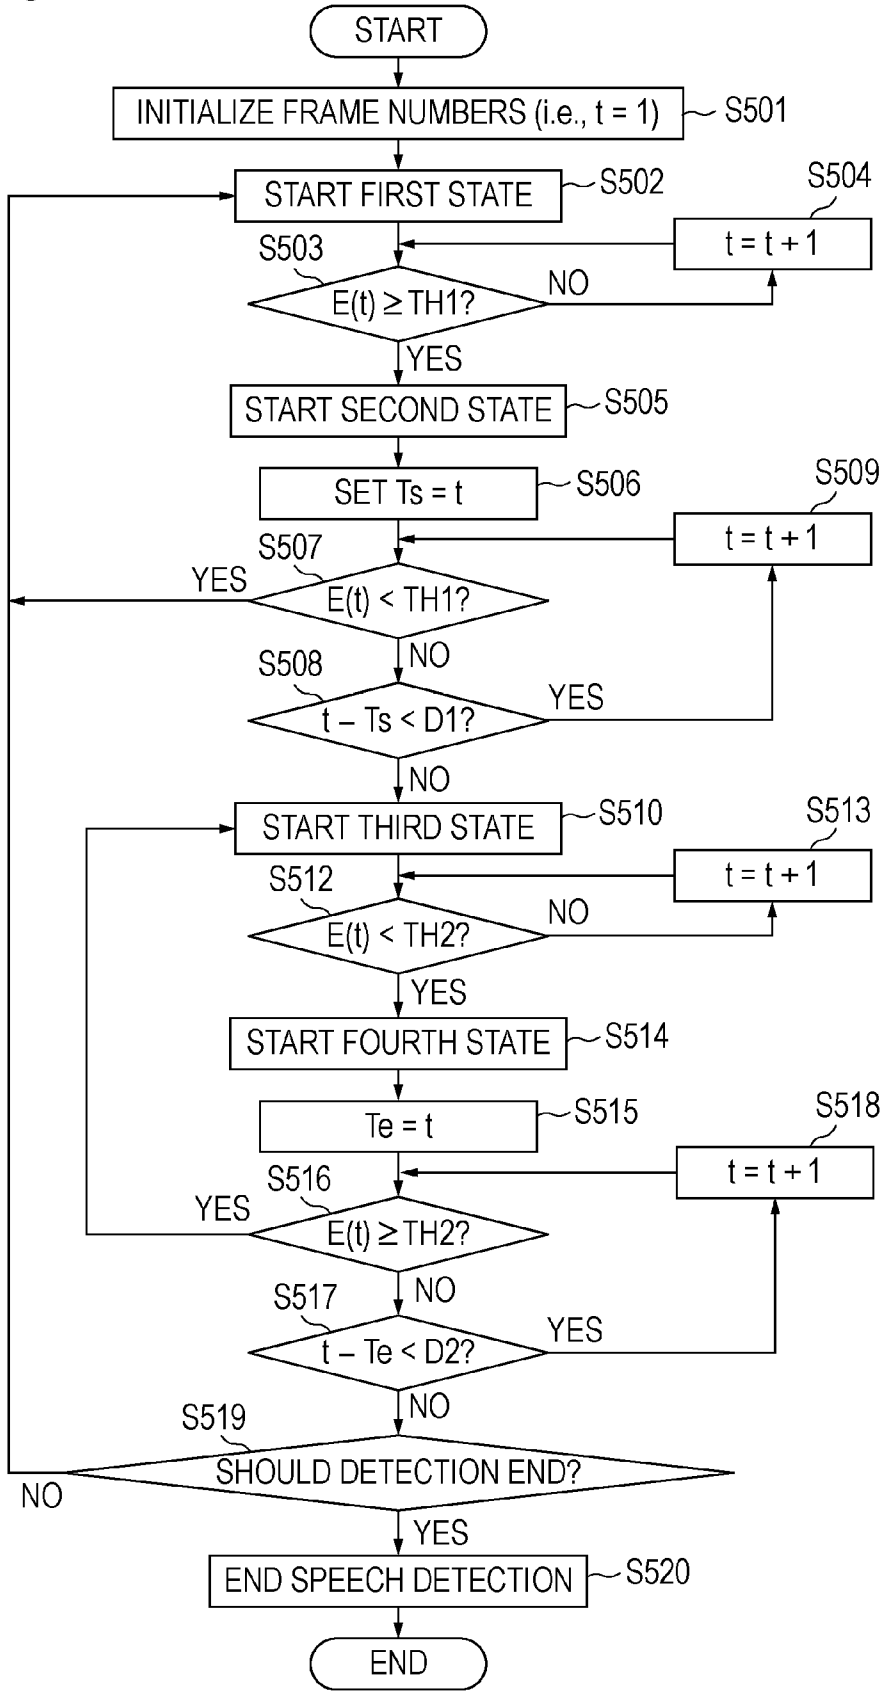 START
INITIALIZE FRAME NUMBERS (i.e., t = 1)
S501
START FIRST STATE
S502
S504
t = t + 1
S503
E(t) ≥ TH1?
NO
YES
START SECOND STATE
S505
SET Ts = t
S506
S509
t = t + 1
S507
YES
E(t) < TH1?
NO
S508
t – Ts < D1?
YES
NO
START THIRD STATE
S510
S513
t = t + 1
S512
E(t) < TH2?
NO
YES
START FOURTH STATE
S514
Te = t
S515
S518
t = t + 1
S516
YES
E(t) ≥ TH2?
NO
S517
t – Te < D2?
YES
NO
S519
SHOULD DETECTION END?
NO
YES
END SPEECH DETECTION
S520
END